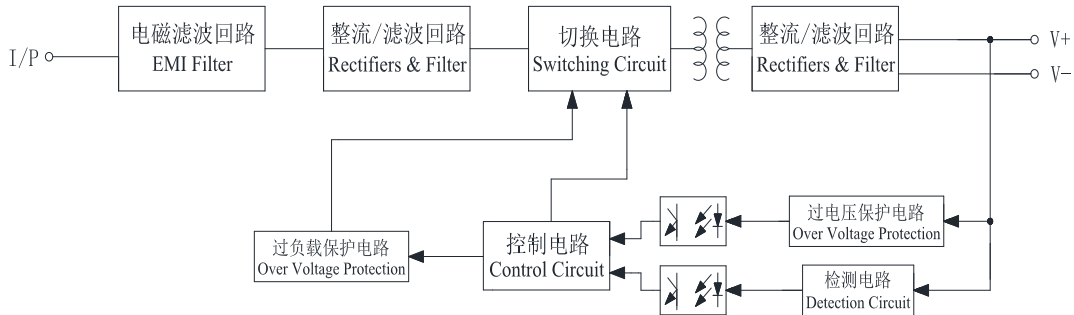 I/P
电磁滤波回路
EMI Filter
整流/滤波回路
Rectifiers & Filter
切换电路
Switching Circuit
整流/滤波回路
Rectifiers & Filter
V+
V-
过负载保护电路
Over Voltage Protection
控制电路
Control Circuit
过电压保护电路
Over Voltage Protection
检测电路
Detection Circuit